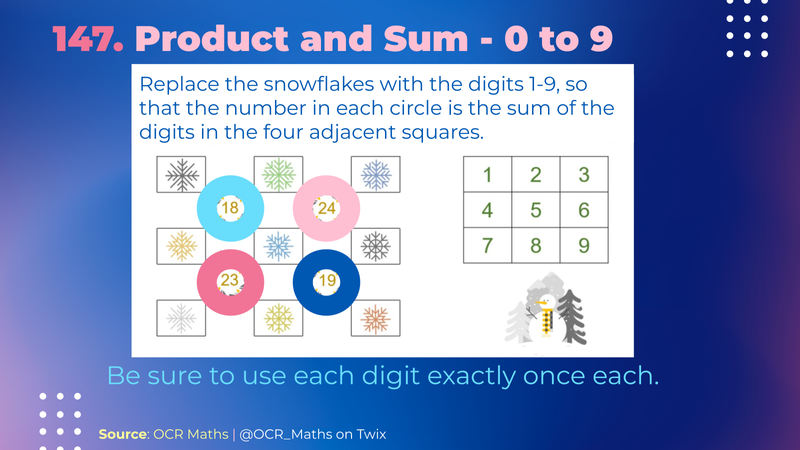 147. Product and Sum - 0 to 9
Replace the snowflakes with the digits 1-9, so
that the number in each circle is the sum of the
digits in the four adjacent squares.
18 24
23 19
1 2 3
4 5 6
7 8 9
Be sure to use each digit exactly once each.
Source: OCR Maths | @OCR_Maths on Twix